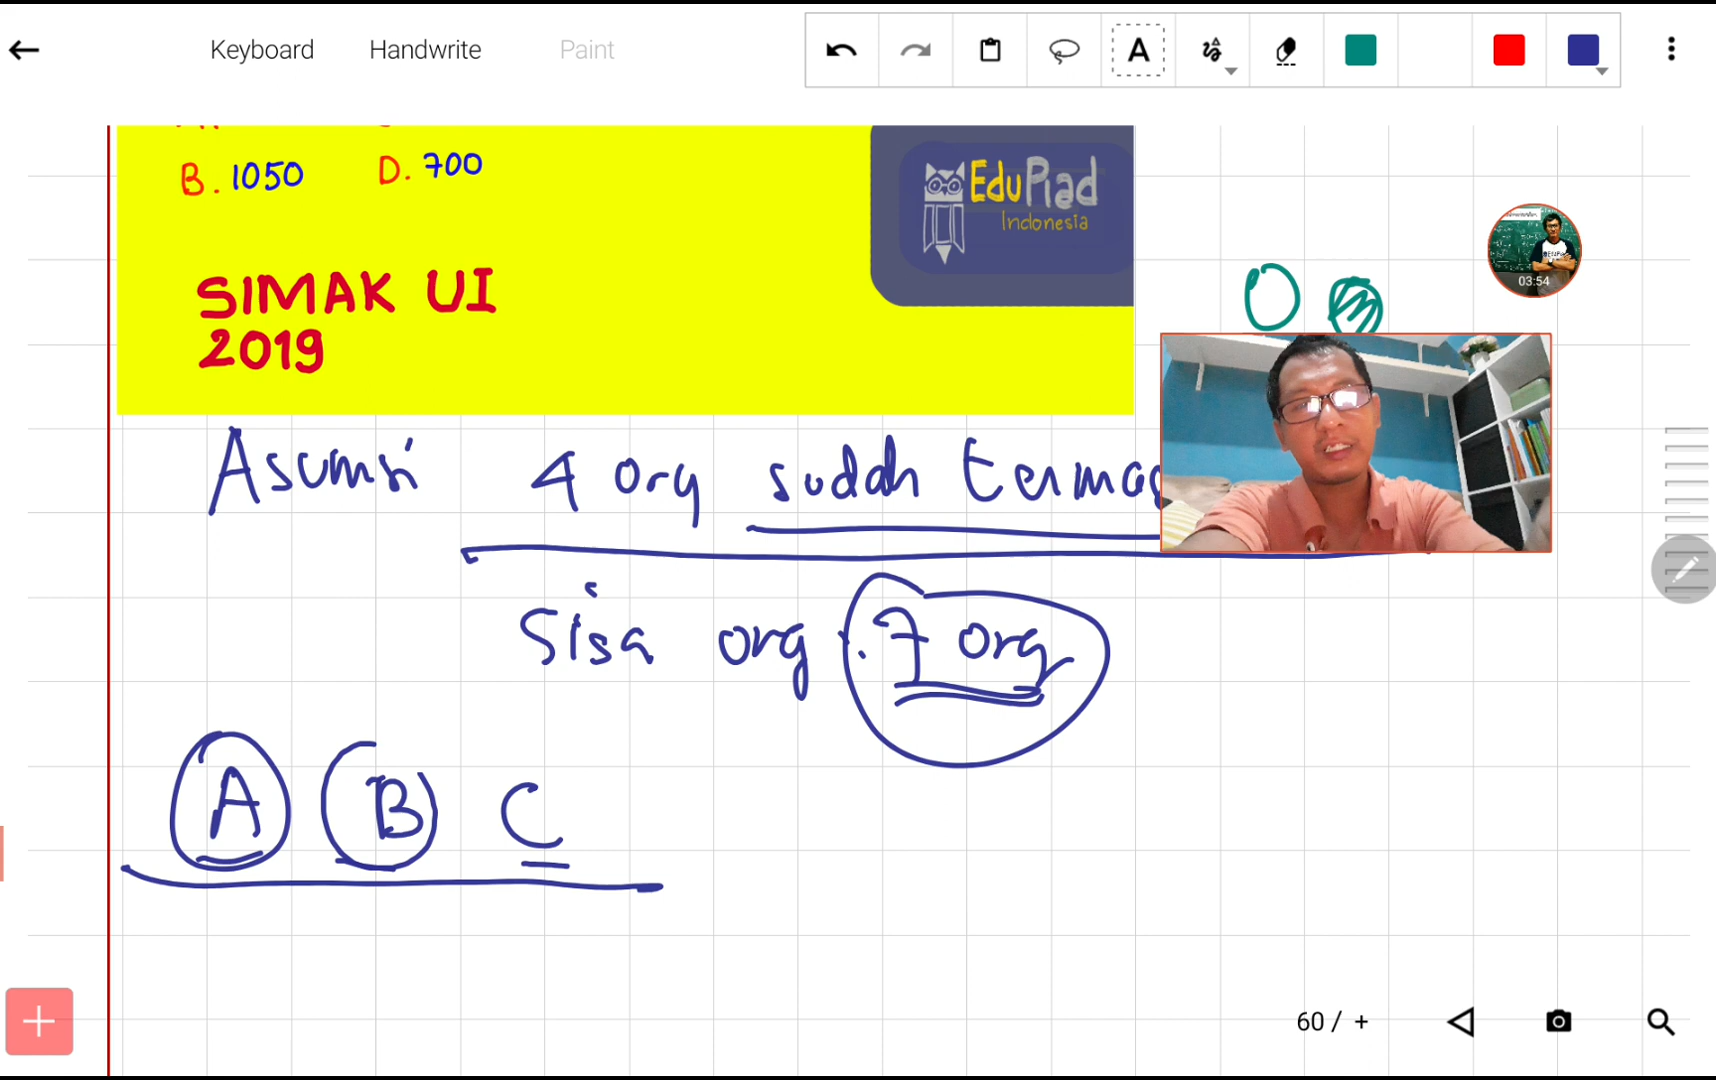 Keyboard Handwrite Paint
A
B. 1050 D. 700
EduPiad
Indonesia
SIMAK UI
2019
03:54
Asumsi 4 org sudah termas
Sisa org : 7 org
A B C
60 / +